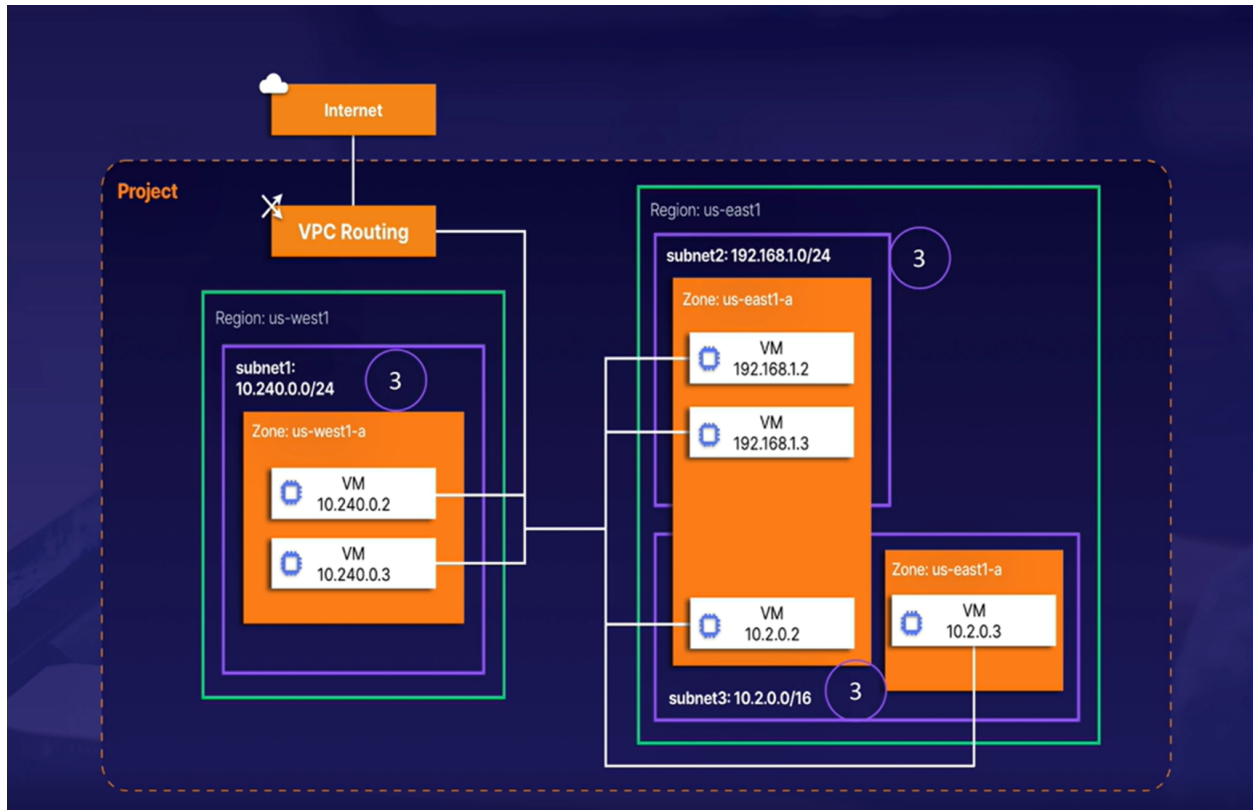 Internet
Project
VPC Routing
Region: us-west1
subnet1:
10.240.0.0/24
3
Zone: us-west1-a
VM
10.240.0.2
VM
10.240.0.3
Region: us-east1
subnet2: 192.168.1.0/24
3
Zone: us-east1-a
VM
192.168.1.2
VM
192.168.1.3
VM
10.2.0.2
Zone: us-east1-a
VM
10.2.0.3
subnet3: 10.2.0.0/16
3